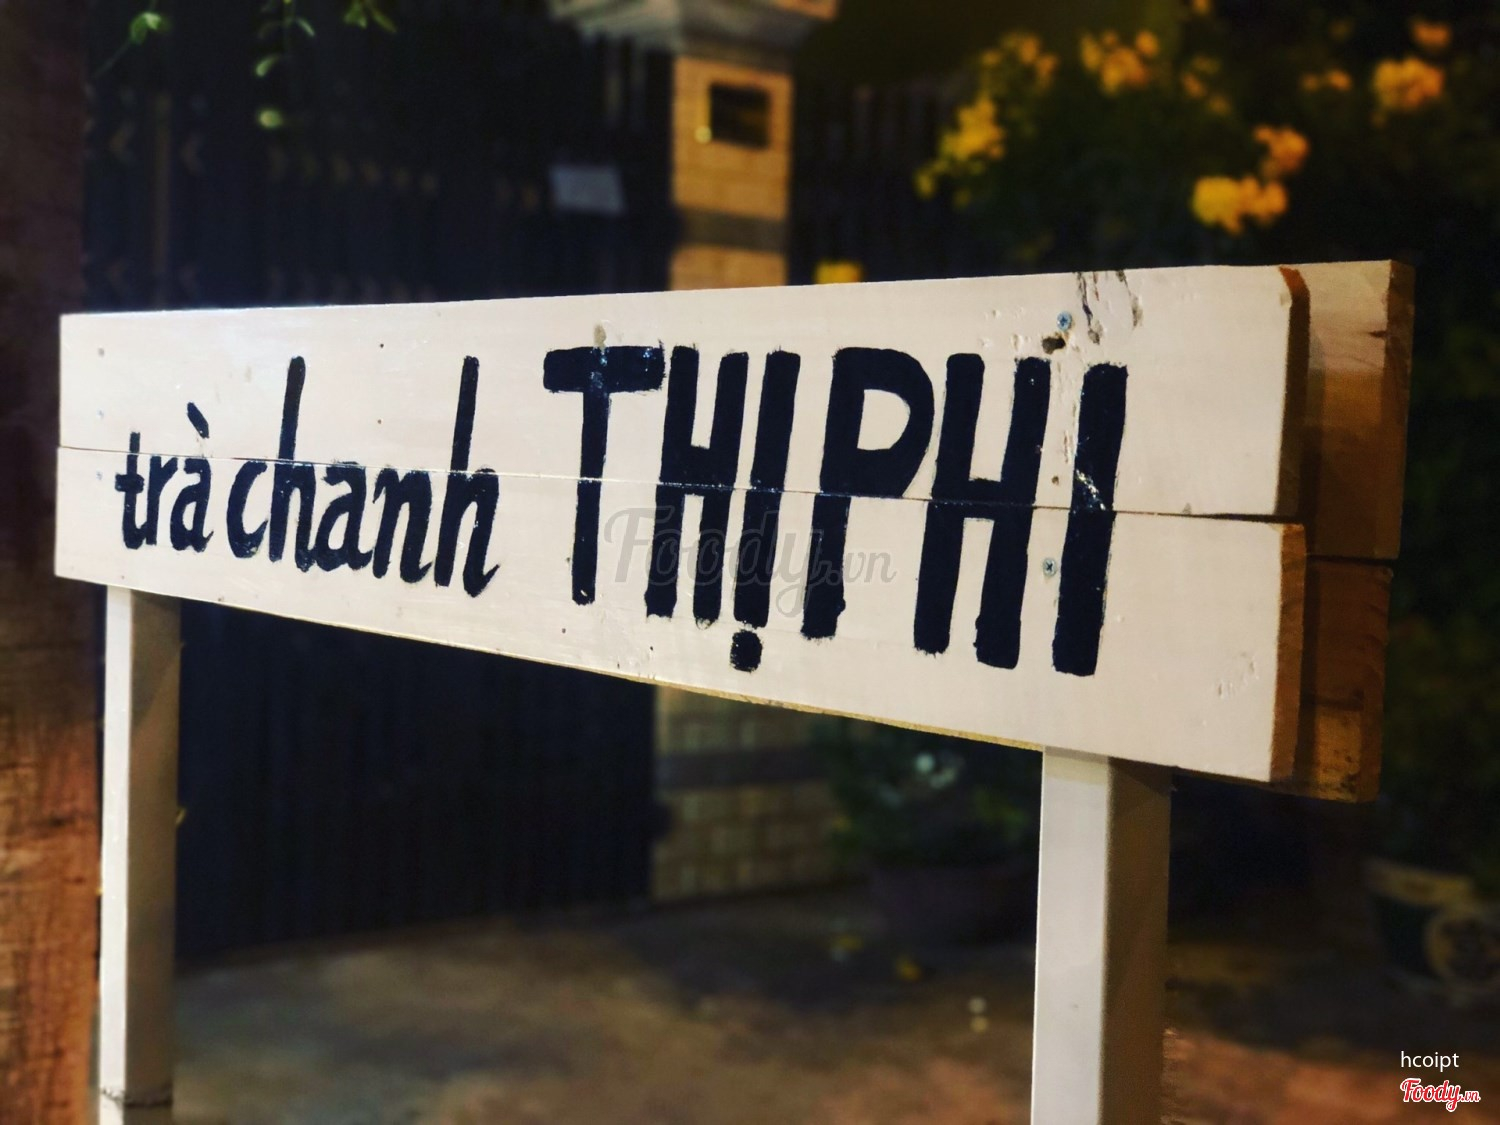 trà chanh THỊ PHI
Foody.vn
hcoipt
Foody.vn